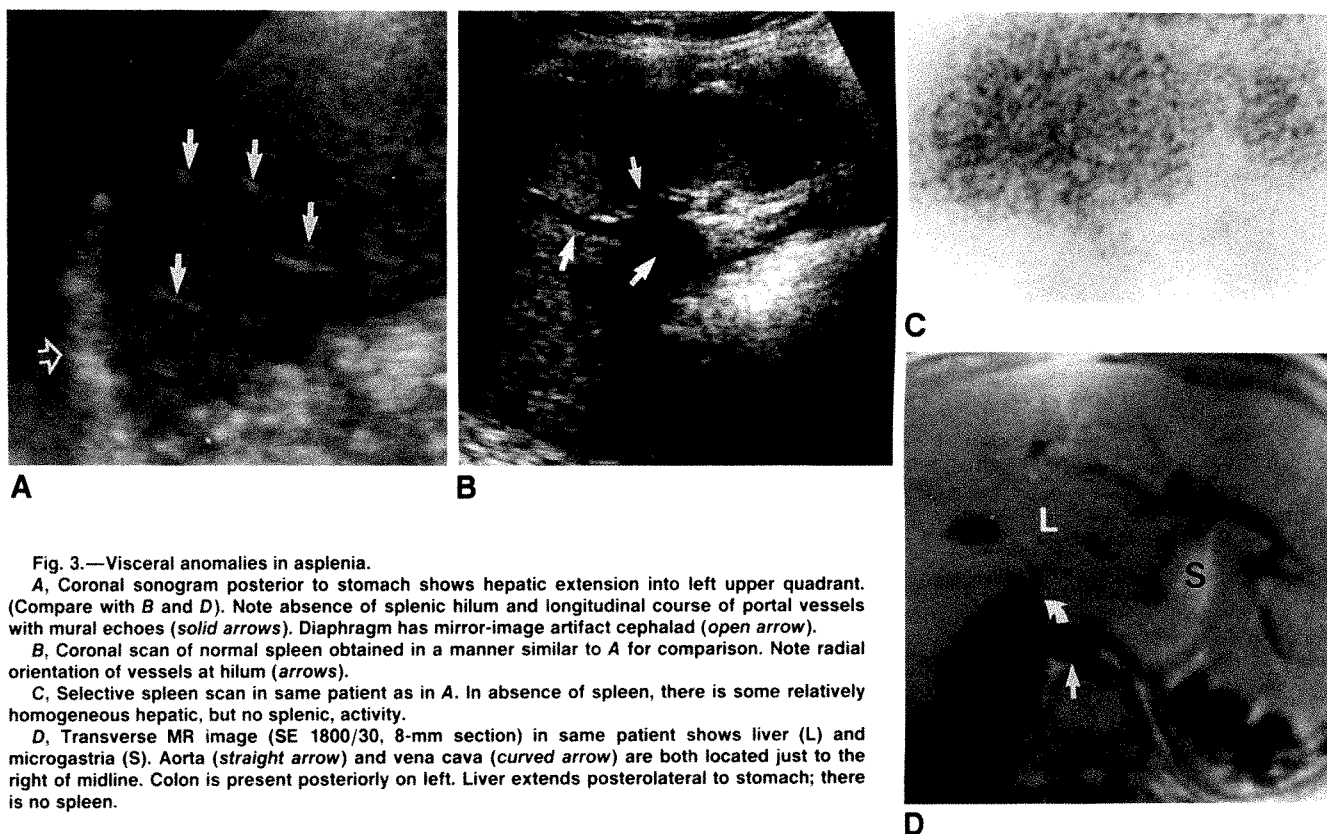 A
B
C
L
S
D
Fig. 3.—Visceral anomalies in asplenia.
A, Coronal sonogram posterior to stomach shows hepatic extension into left upper quadrant.
(Compare with B and D). Note absence of splenic hilum and longitudinal course of portal vessels
with mural echoes (solid arrows). Diaphragm has mirror-image artifact cephalad (open arrow).
B, Coronal scan of normal spleen obtained in a manner similar to A for comparison. Note radial
orientation of vessels at hilum (arrows).
C, Selective spleen scan in same patient as in A. In absence of spleen, there is some relatively
homogeneous hepatic, but no splenic, activity.
D, Transverse MR image (SE 1800/30, 8-mm section) in same patient shows liver (L) and
microgastria (S). Aorta (straight arrow) and vena cava (curved arrow) are both located just to the
right of midline. Colon is present posteriorly on left. Liver extends posterolateral to stomach; there
is no spleen.